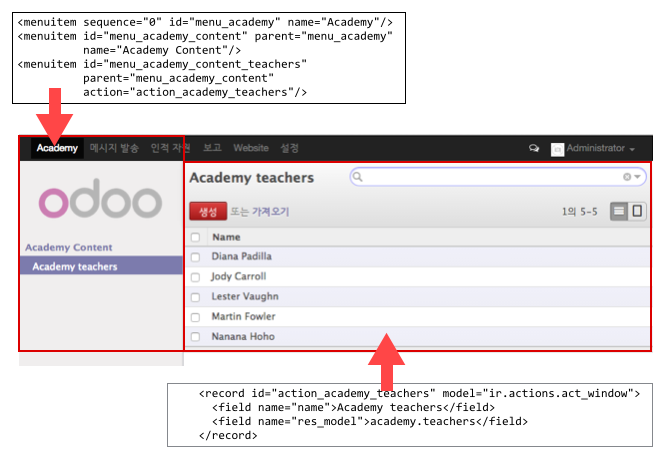 <menuitem sequence="0" id="menu_academy" name="Academy"/>
<menuitem id="menu_academy_content" parent="menu_academy"
name="Academy Content"/>
<menuitem id="menu_academy_content_teachers"
parent="menu_academy_content"
action="action_academy_teachers"/>
Academy 메시지 발송 인적 자원 보고 Website 설정 Administrator
odoo
Academy Content
Academy teachers
Academy teachers
생성 또는 가져오기 1의 5-5
Name
Diana Padilla
Jody Carroll
Lester Vaughn
Martin Fowler
Nanana Hoho
<record id="action_academy_teachers" model="ir.actions.act_window">
<field name="name">Academy teachers</field>
<field name="res_model">academy.teachers</field>
</record>